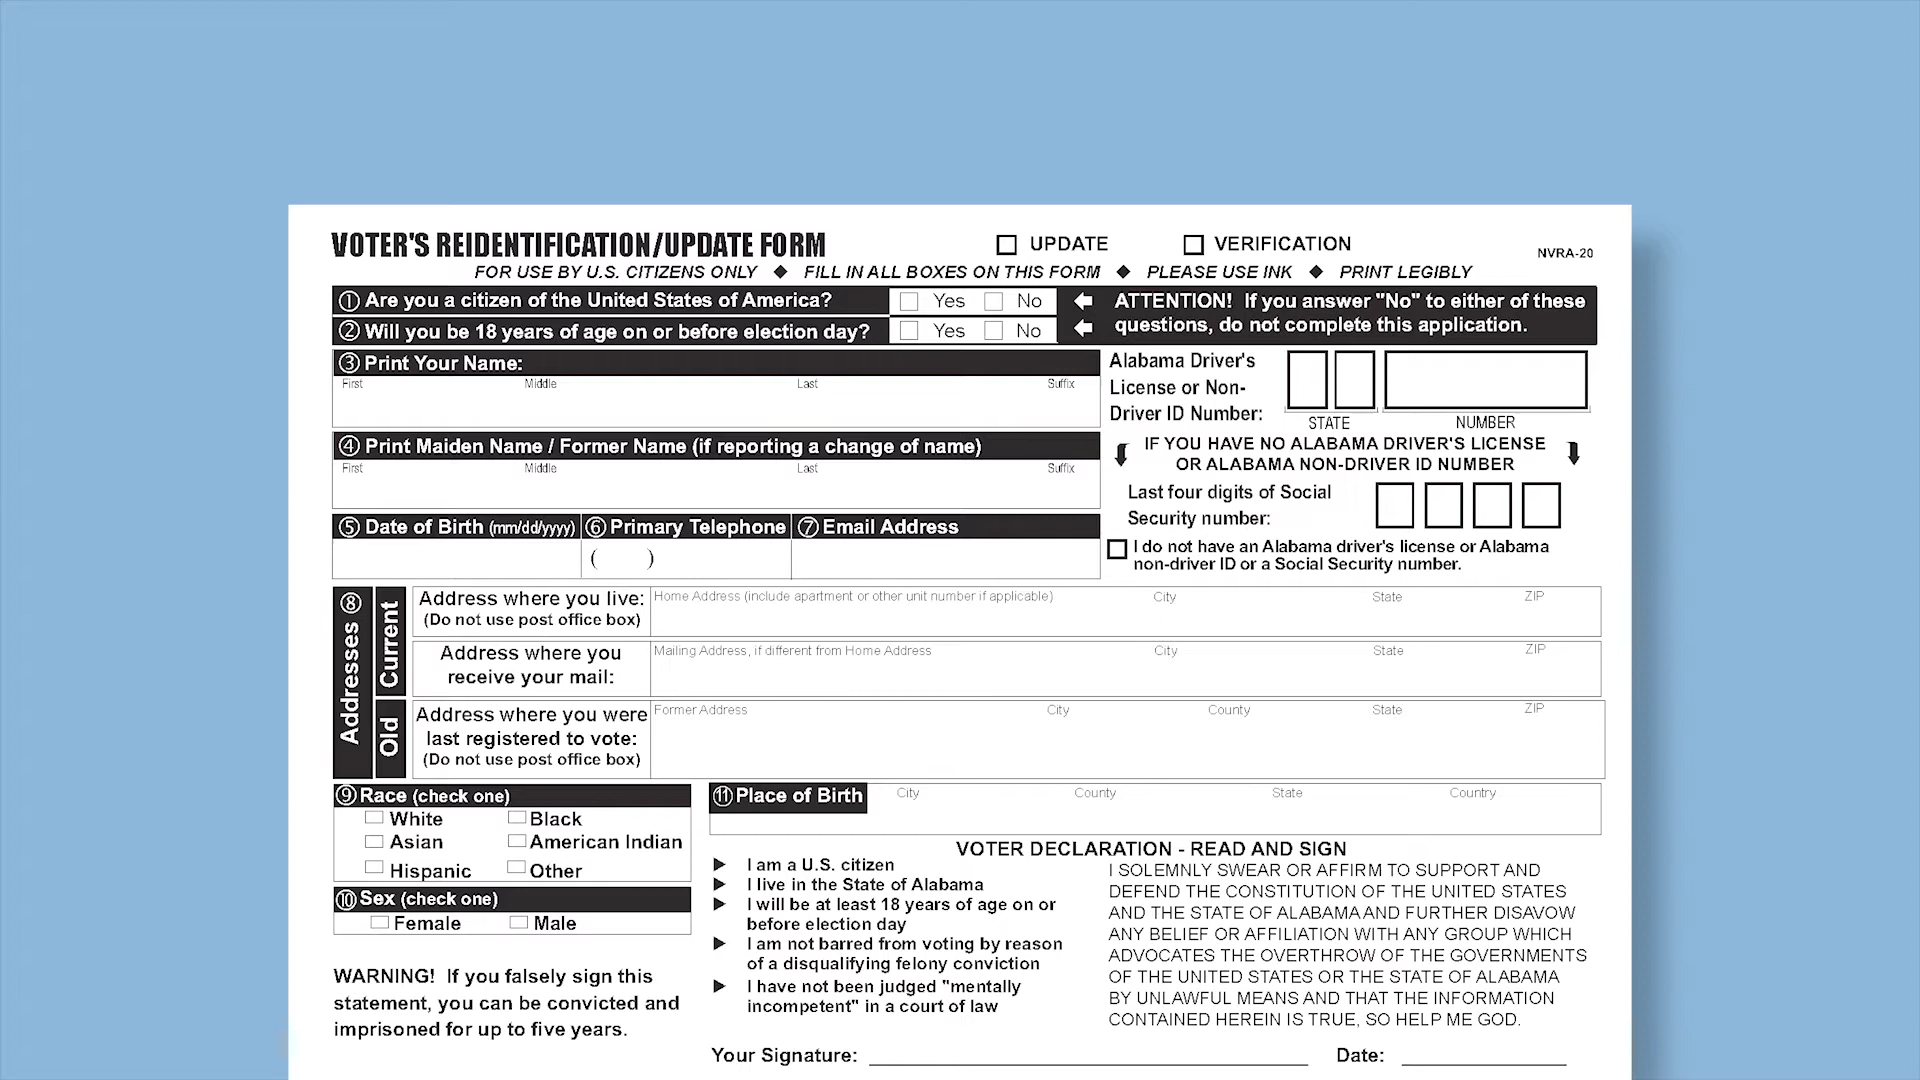 VOTER'S REIDENTIFICATION/UPDATE FORM
UPDATE
VERIFICATION
NVRA-20
FOR USE BY U.S. CITIZENS ONLY ◆ FILL IN ALL BOXES ON THIS FORM ◆ PLEASE USE INK ◆ PRINT LEGIBLY
① Are you a citizen of the United States of America?
Yes No
② Will you be 18 years of age on or before election day?
Yes No
ATTENTION! If you answer "No" to either of these
questions, do not complete this application.
③ Print Your Name:
First Middle Last Suffix
Alabama Driver's
License or Non-
Driver ID Number:
STATE NUMBER
④ Print Maiden Name / Former Name (if reporting a change of name)
First Middle Last Suffix
IF YOU HAVE NO ALABAMA DRIVER'S LICENSE
OR ALABAMA NON-DRIVER ID NUMBER
Last four digits of Social
Security number:
⑤ Date of Birth (mm/dd/yyyy)
⑥ Primary Telephone
( )
⑦ Email Address
I do not have an Alabama driver's license or Alabama
non-driver ID or a Social Security number.
Addresses ⑧
Current
Address where you live:
(Do not use post office box)
Home Address (include apartment or other unit number if applicable) City State ZIP
Address where you
receive your mail:
Mailing Address, if different from Home Address City State ZIP
Old
Address where you were
last registered to vote:
(Do not use post office box)
Former Address City County State ZIP
⑨ Race (check one)
White Black
Asian American Indian
Hispanic Other
⑩ Sex (check one)
Female Male
⑪ Place of Birth
City County State Country
WARNING! If you falsely sign this
statement, you can be convicted and
imprisoned for up to five years.
VOTER DECLARATION - READ AND SIGN
I am a U.S. citizen
I live in the State of Alabama
I will be at least 18 years of age on or
before election day
I am not barred from voting by reason
of a disqualifying felony conviction
I have not been judged "mentally
incompetent" in a court of law
I SOLEMNLY SWEAR OR AFFIRM TO SUPPORT AND
DEFEND THE CONSTITUTION OF THE UNITED STATES
AND THE STATE OF ALABAMA AND FURTHER DISAVOW
ANY BELIEF OR AFFILIATION WITH ANY GROUP WHICH
ADVOCATES THE OVERTHROW OF THE GOVERNMENTS
OF THE UNITED STATES OR THE STATE OF ALABAMA
BY UNLAWFUL MEANS AND THAT THE INFORMATION
CONTAINED HEREIN IS TRUE, SO HELP ME GOD.
Your Signature:
Date: